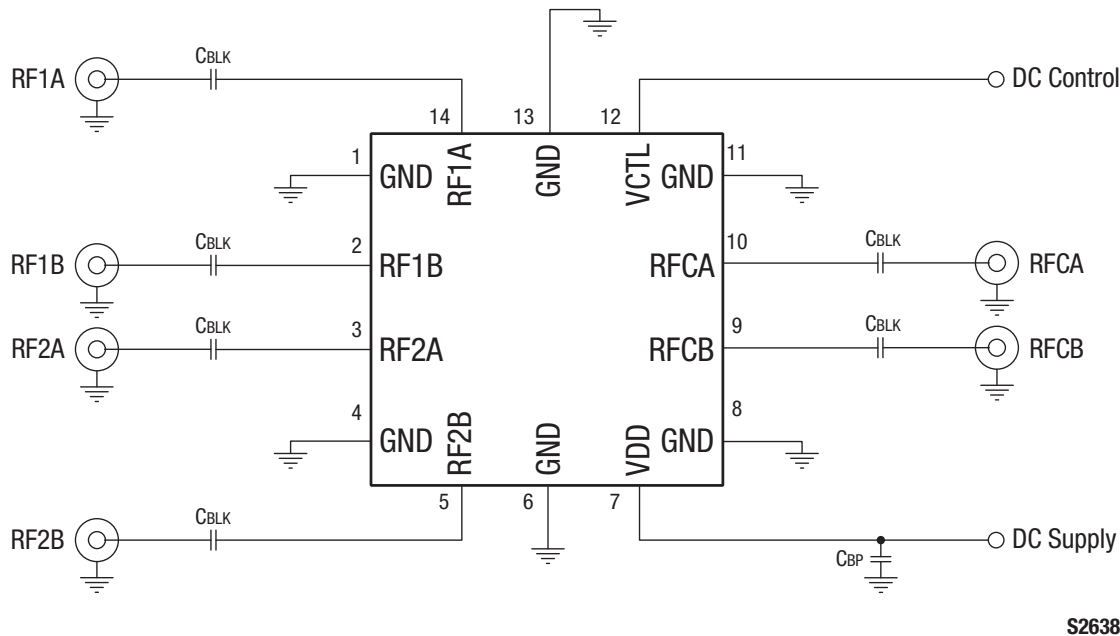 RF1A
CBLK
DC Control
14
13
12
1
GND
RF1A
GND
VCTL
GND
11
RF1B
CBLK
2
RF1B
RFCA
10
CBLK
RFCA
RF2A
CBLK
3
RF2A
RFCB
9
CBLK
RFCB
4
GND
RF2B
GND
VDD
GND
8
5
6
7
RF2B
CBLK
CBP
DC Supply
S2638